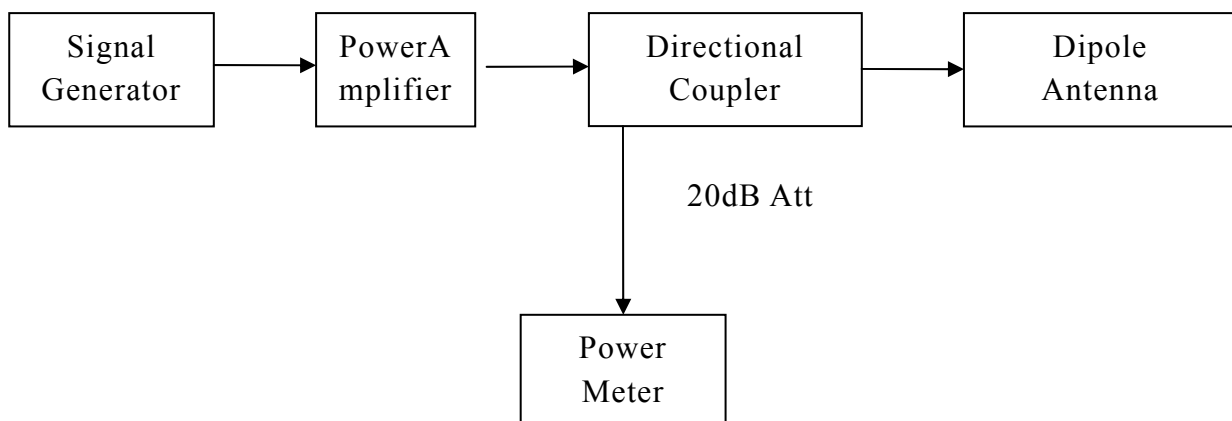 Signal
Generator
PowerA
mplifier
Directional
Coupler
Dipole
Antenna
20dB Att
Power
Meter